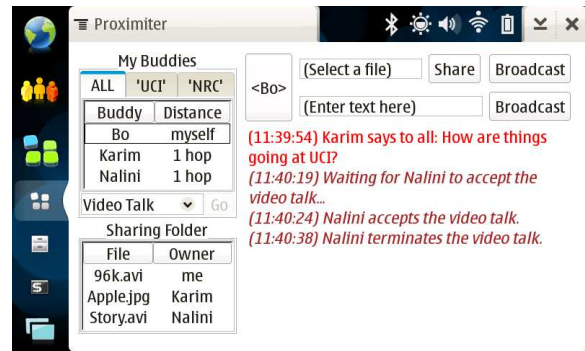 Proximiter
My Buddies
ALL 'UCI' 'NRC'
Buddy Distance
Bo myself
Karim 1 hop
Nalini 1 hop
Video Talk Go
Sharing Folder
File Owner
96k.avi me
Apple.jpg Karim
Story.avi Nalini
<Bo>
(Select a file) Share Broadcast
(Enter text here) Broadcast
(11:39:54) Karim says to all: How are things
going at UCI?
(11:40:19) Waiting for Nalini to accept the
video talk...
(11:40:24) Nalini accepts the video talk.
(11:40:38) Nalini terminates the video talk.
$